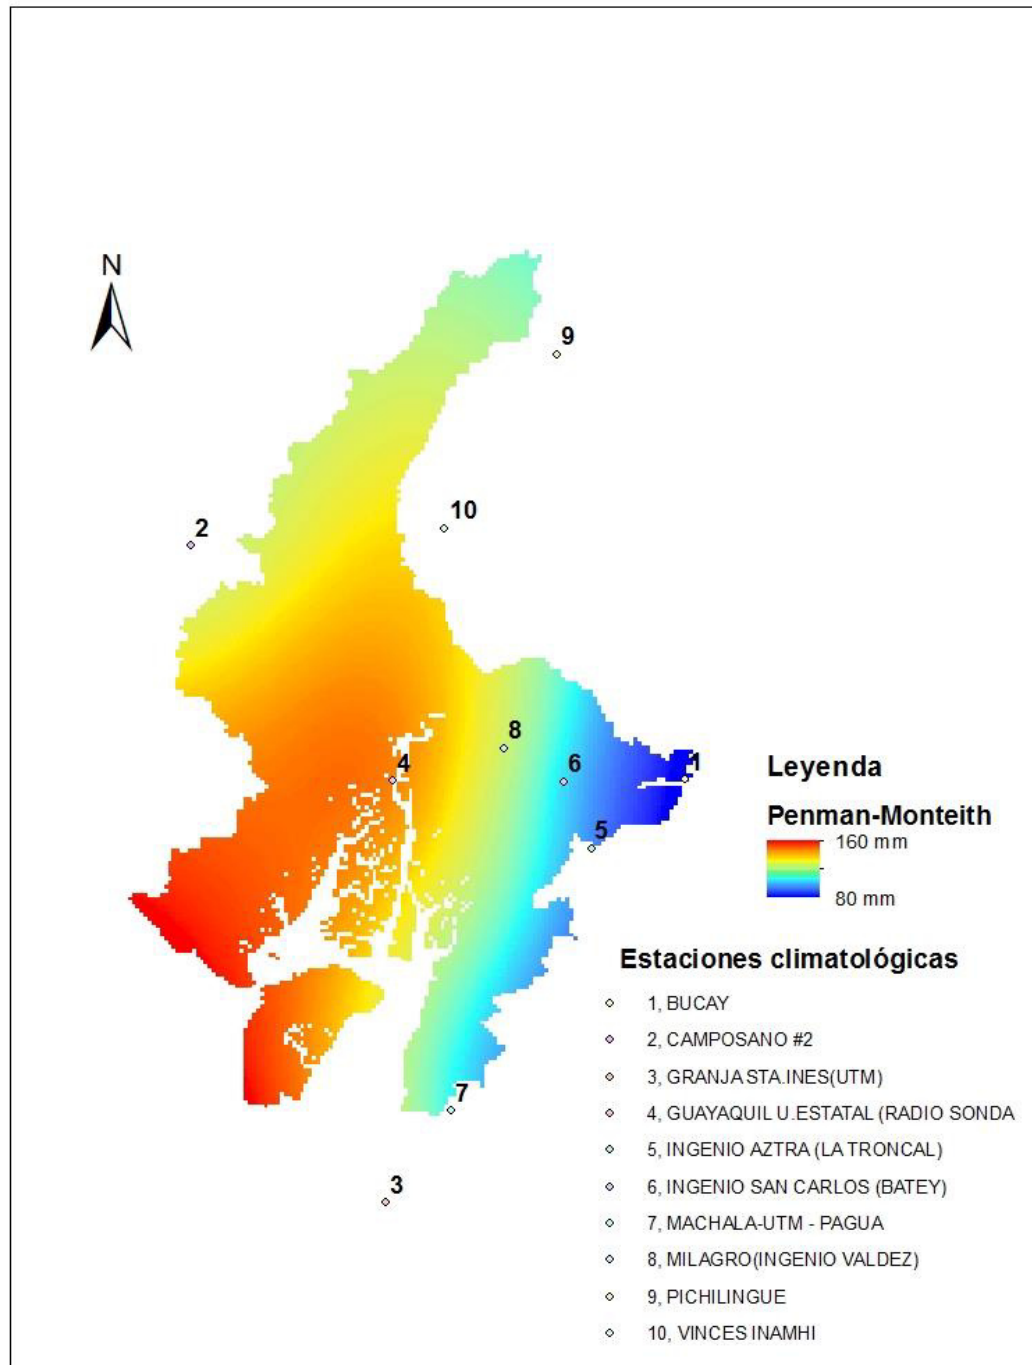 N
9
10
2
8
4
6
1
5
7
3
Leyenda
Penman-Monteith
160 mm
80 mm
Estaciones climatológicas
1, BUCAY
2, CAMPOSANO #2
3, GRANJA STA.INES(UTM)
4, GUAYAQUIL U.ESTATAL (RADIO SONDA
5, INGENIO AZTRA (LA TRONCAL)
6, INGENIO SAN CARLOS (BATEY)
7, MACHALA-UTM - PAGUA
8, MILAGRO(INGENIO VALDEZ)
9, PICHILINGUE
10, VINCES INAMHI